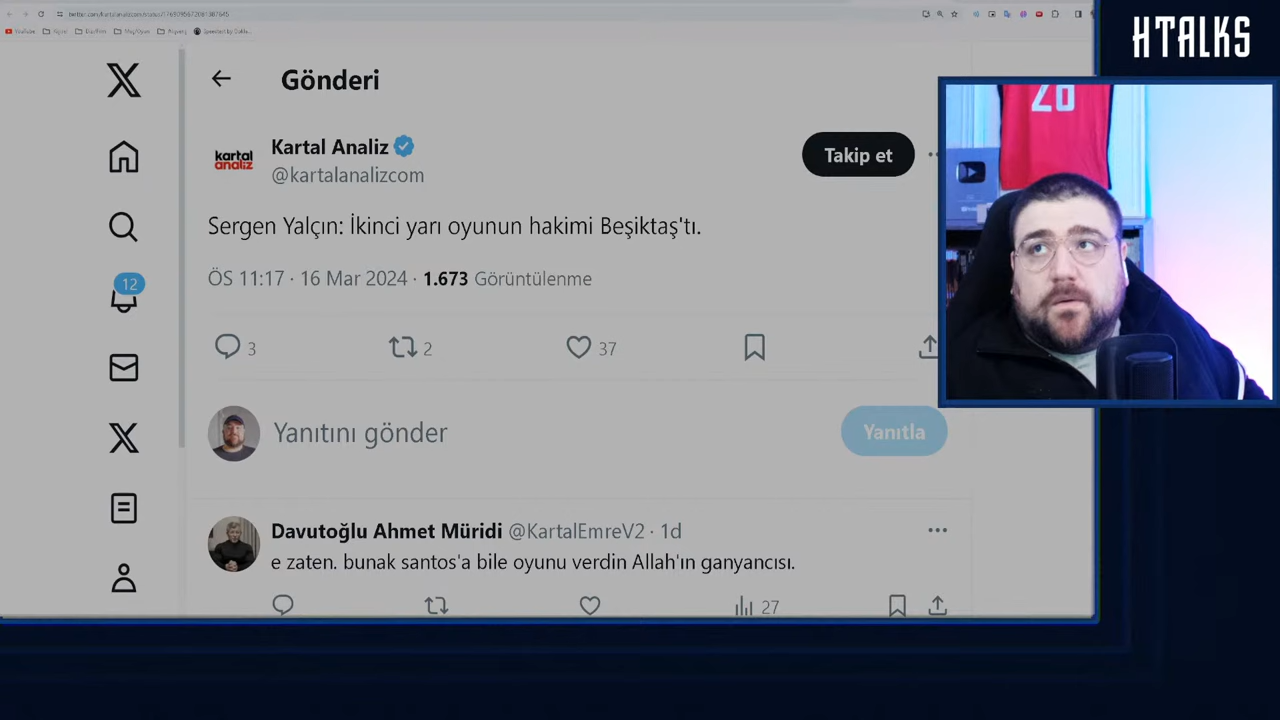 HTALKS
YouTube
Gönderi
28
kartal
analiz
Kartal Analiz
@kartalanalizcom
Takip et
Sergen Yalçın: İkinci yarı oyunun hakimi Beşiktaş'tı.
ÖS 11:17 · 16 Mar 2024 · 1.673 Görüntülenme
12
3
2
37
Yanıtını gönder
Yanıtla
Davutoğlu Ahmet Müridi @KartalEmreV2 · 1d
e zaten. bunak santos'a bile oyunu verdin Allah'ın ganyancısı.
27